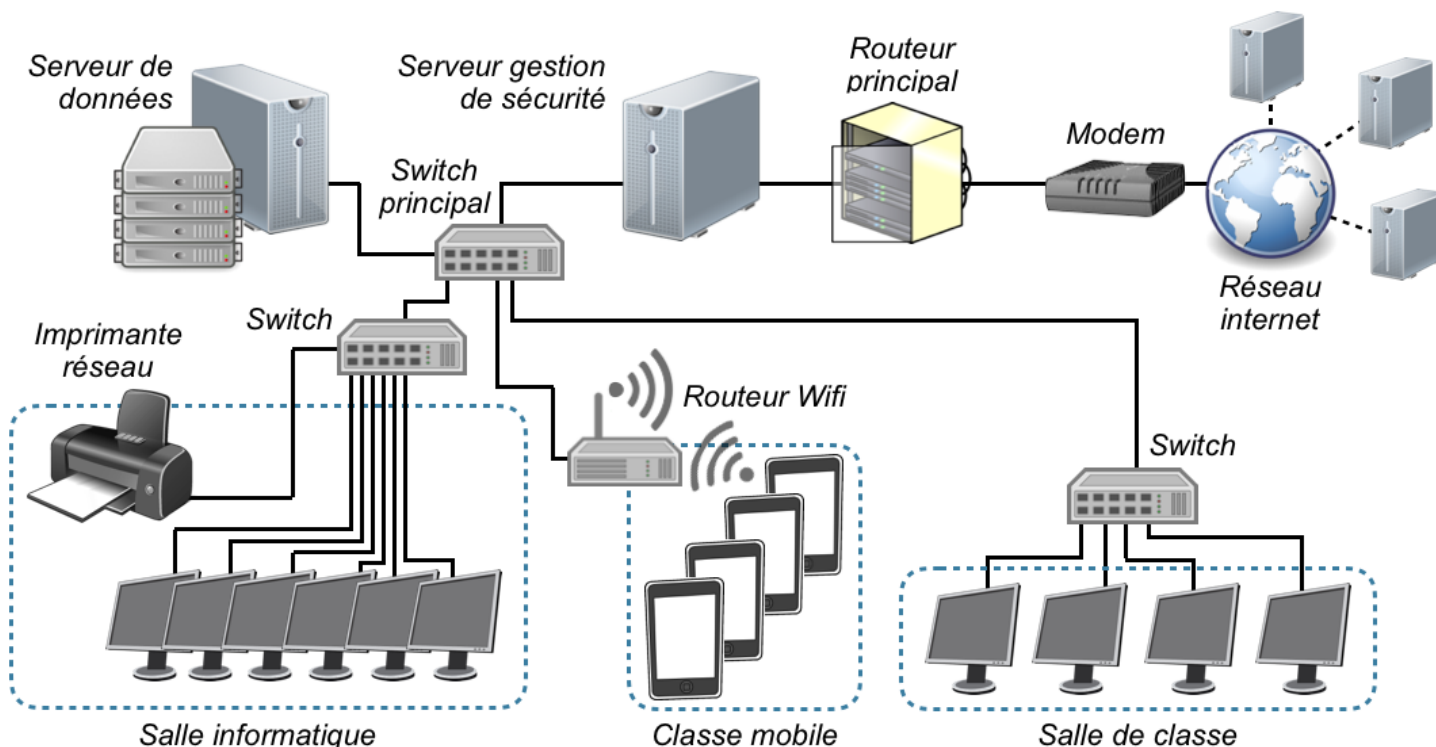 Serveur de
données
Serveur gestion
de sécurité
Routeur
principal
Modem
Switch
principal
Réseau
internet
Switch
Imprimante
réseau
Routeur Wifi
Switch
Salle informatique
Classe mobile
Salle de classe